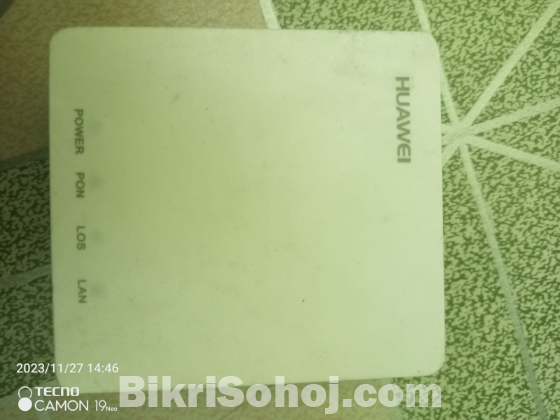 HUAWEI
POWER
PON
LOS
LAN
2023/11/27 14:46
TECNO
CAMON 19Neo
BikriSohoj.com